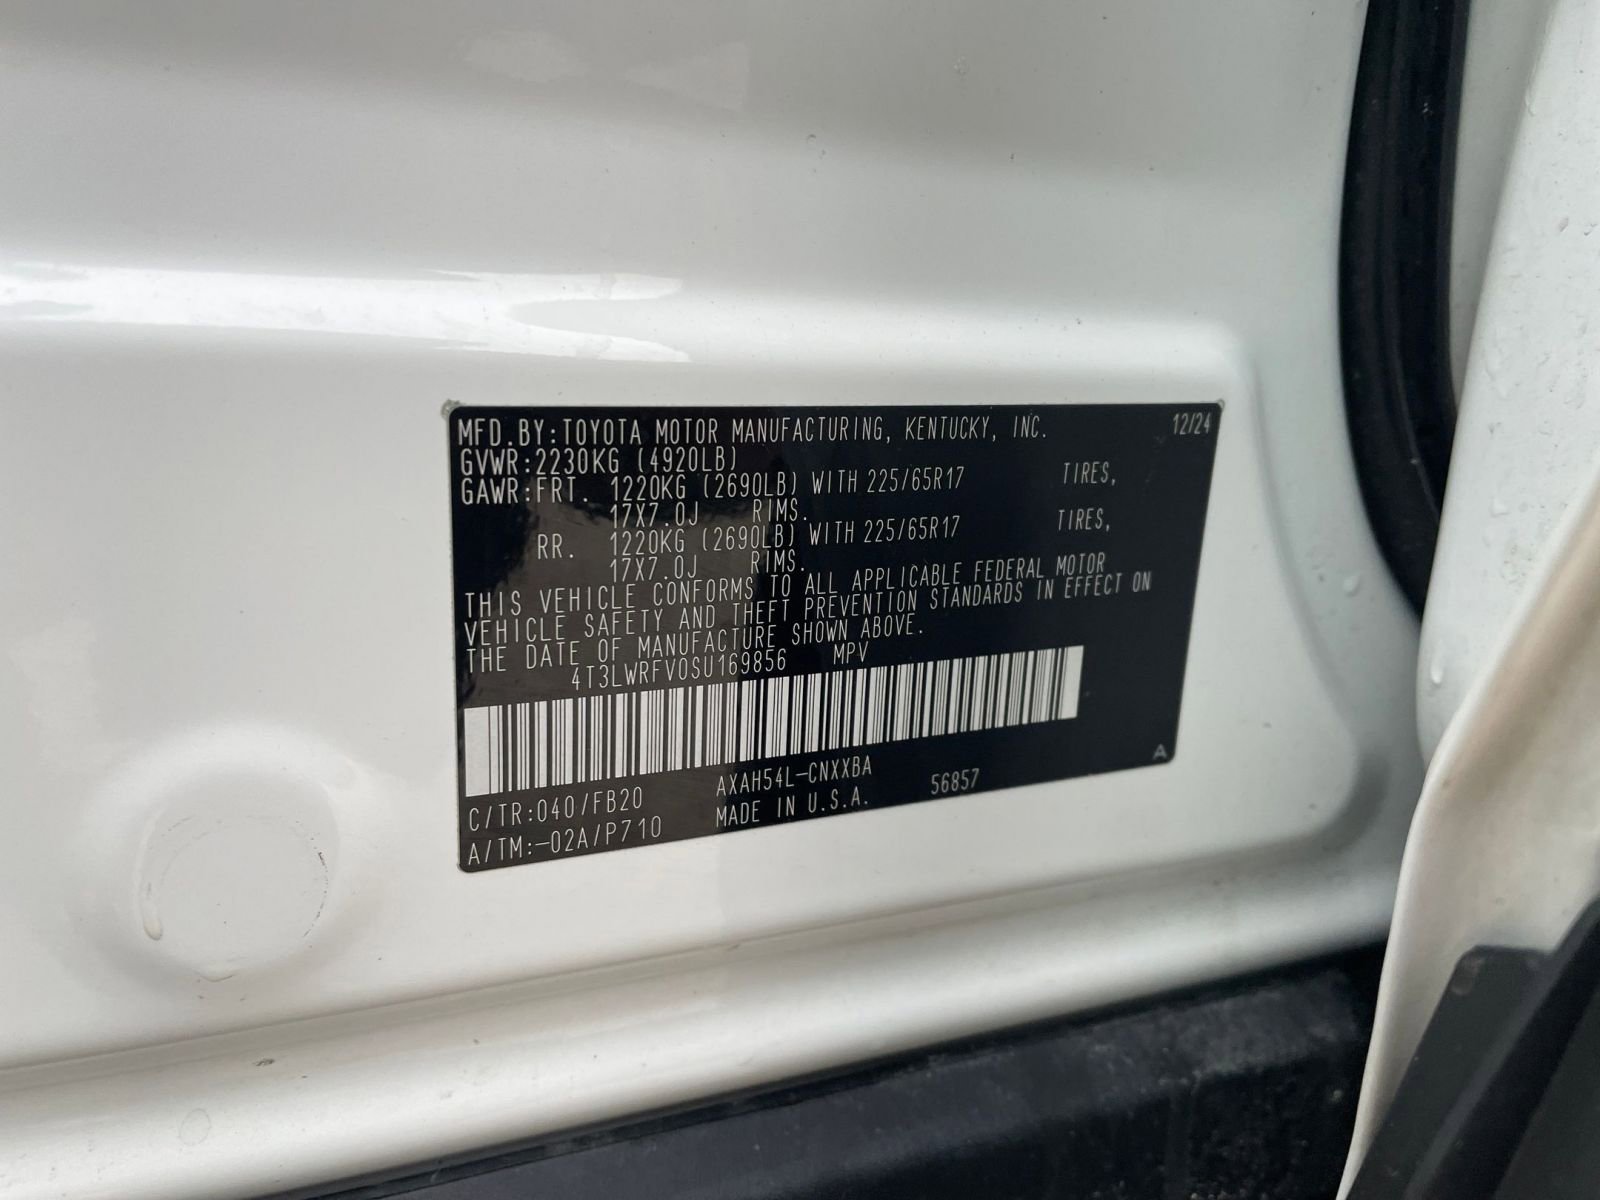 MFD.BY:TOYOTA MOTOR MANUFACTURING, KENTUCKY, INC. 12/24
GVWR:2230KG (4920LB)
GAWR:FRT. 1220KG (2690LB) WITH 225/65R17 TIRES,
17X7.0J RIMS.
RR. 1220KG (2690LB) WITH 225/65R17 TIRES,
17X7.0J RIMS.
THIS VEHICLE CONFORMS TO ALL APPLICABLE FEDERAL MOTOR
VEHICLE SAFETY AND THEFT PREVENTION STANDARDS IN EFFECT ON
THE DATE OF MANUFACTURE SHOWN ABOVE.
4T3LWRFV0SU169856 MPV
C/TR:040/FB20 AXAH54L-CNXXBA 56857 A
A/TM:-02A/P710 MADE IN U.S.A.